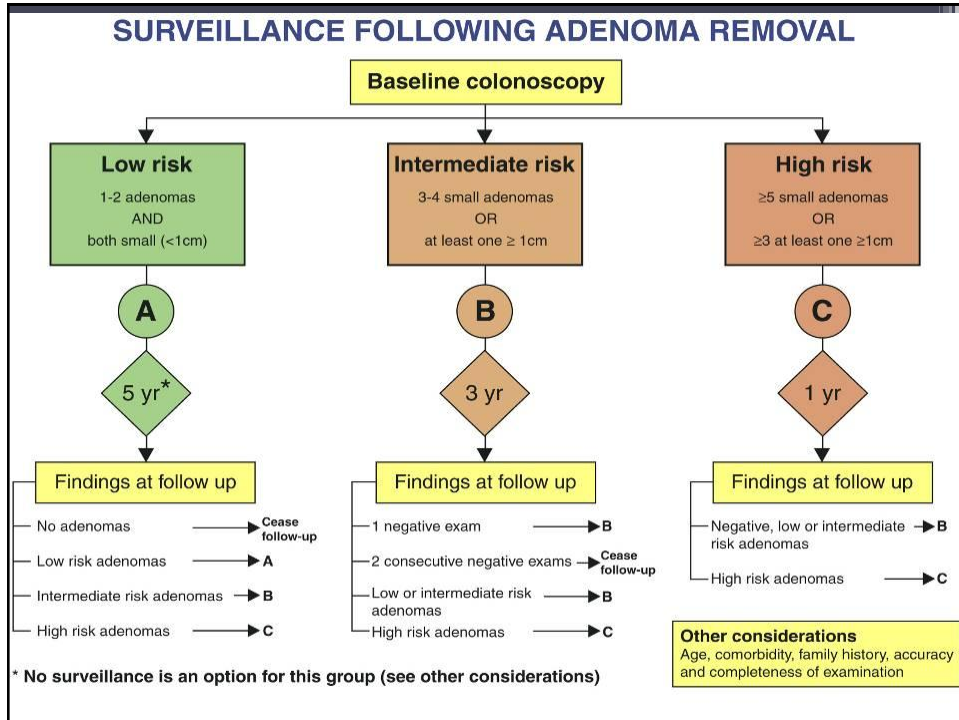 SURVEILLANCE FOLLOWING ADENOMA REMOVAL
Baseline colonoscopy
Low risk
1-2 adenomas
AND
both small (<1cm)
A
5 yr*
Findings at follow up
No adenomas
Cease
follow-up
Low risk adenomas
A
Intermediate risk adenomas
B
High risk adenomas
C
Intermediate risk
3-4 small adenomas
OR
at least one ≥ 1cm
B
3 yr
Findings at follow up
1 negative exam
B
2 consecutive negative exams
Cease
follow-up
Low or intermediate risk
adenomas
B
High risk adenomas
C
High risk
≥5 small adenomas
OR
≥3 at least one ≥1cm
C
1 yr
Findings at follow up
Negative, low or intermediate
risk adenomas
B
High risk adenomas
C
Other considerations
Age, comorbidity, family history, accuracy
and completeness of examination
* No surveillance is an option for this group (see other considerations)